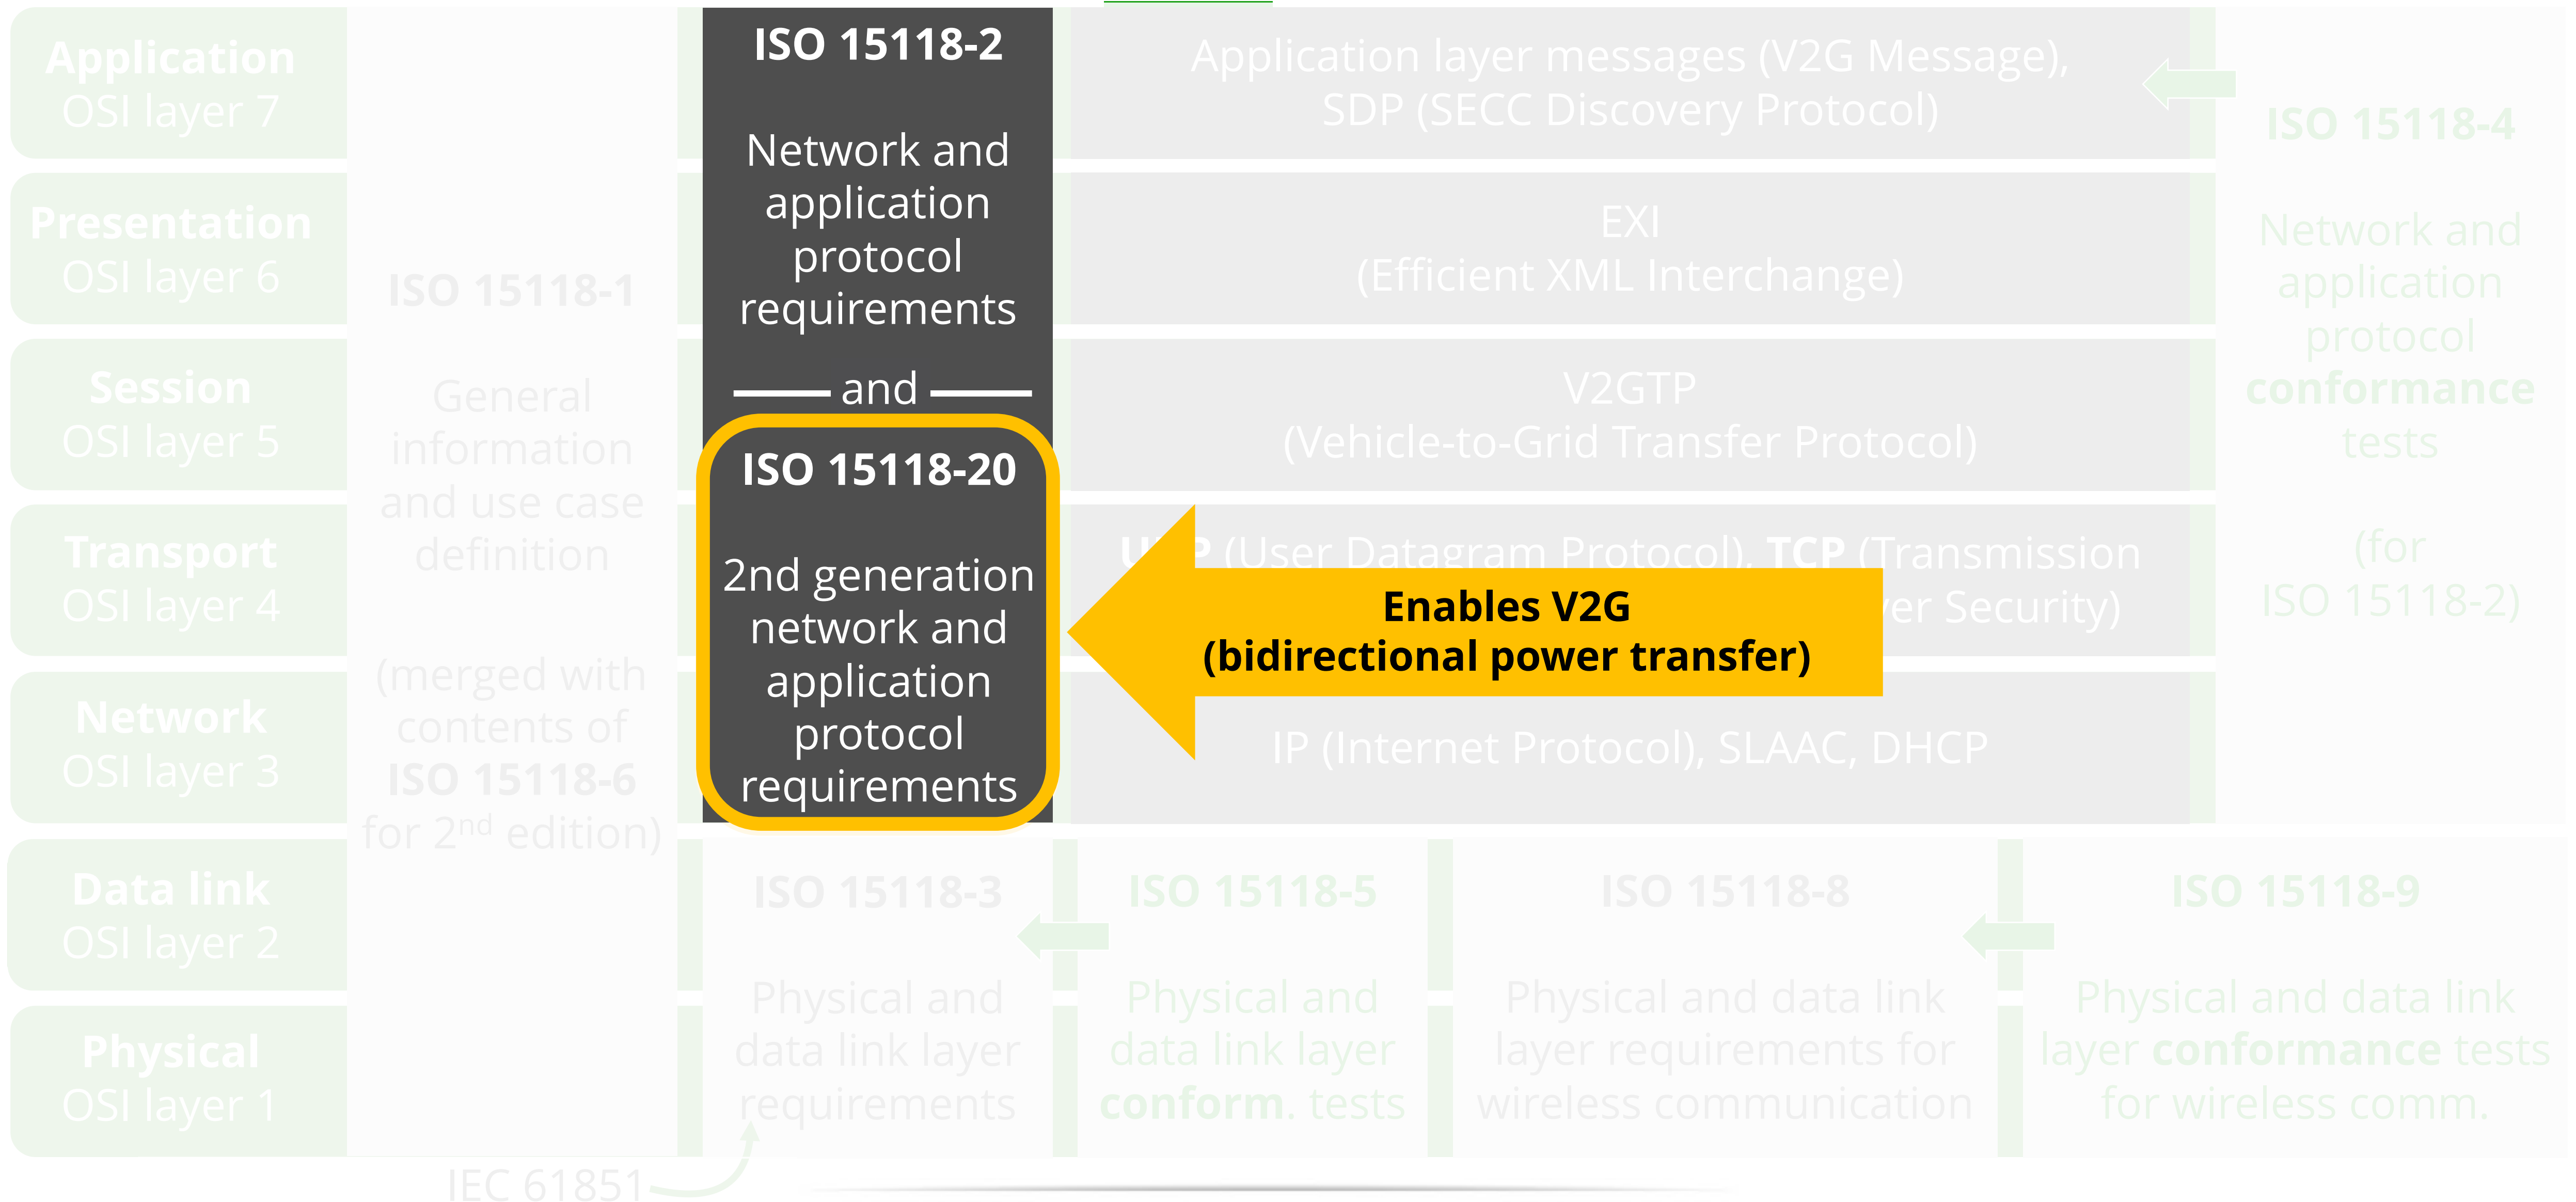 Application
OSI layer 7
Presentation
OSI layer 6
Session
OSI layer 5
Transport
OSI layer 4
Network
OSI layer 3
Data link
OSI layer 2
Physical
OSI layer 1
ISO 15118-1
General
information
and use case
definition
(merged with
contents of
ISO 15118-6
for 2nd edition)
ISO 15118-2
Network and
application
protocol
requirements
and
ISO 15118-20
2nd generation
network and
application
protocol
requirements
Application layer messages (V2G Message),
SDP (SECC Discovery Protocol)
EXI
(Efficient XML Interchange)
V2GTP
(Vehicle-to-Grid Transfer Protocol)
(User Datagram Protocol), TCP (Transmission
Security)
Enables V2G
(bidirectional power transfer)
IP (Internet Protocol), SLAAC, DHCP
ISO 15118-4
Network and
application
protocol
conformance
tests
(for
ISO 15118-2)
ISO 15118-3
Physical and
data link layer
requirements
ISO 15118-5
Physical and
data link layer
conform. tests
ISO 15118-8
Physical and data link
layer requirements for
wireless communication
ISO 15118-9
Physical and data link
layer conformance tests
for wireless comm.
IEC 61851